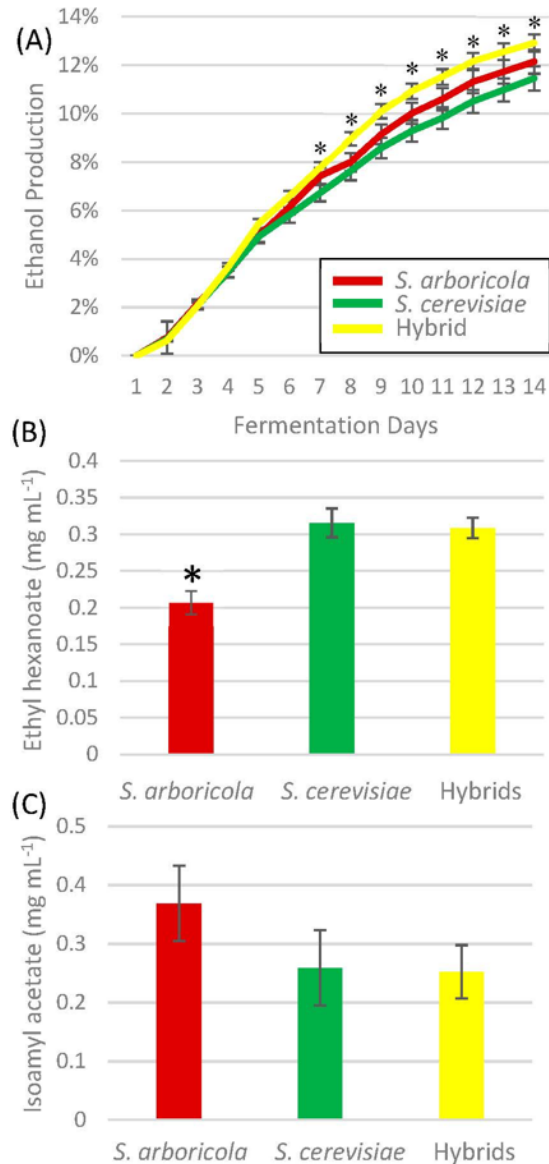 (A)
Ethanol Production
14%
12%
10%
8%
6%
4%
2%
0%
* * * * * * * *
S. arboricola
S. cerevisiae
Hybrid
1 2 3 4 5 6 7 8 9 10 11 12 13 14
Fermentation Days
(B)
Ethyl hexanoate (mg mL⁻¹)
0.4
0.35
0.3
0.25
0.2
0.15
0.1
0.05
0
*
S. arboricola S. cerevisiae Hybrids
(C)
Isoamyl acetate (mg mL⁻¹)
0.5
0.4
0.3
0.2
0.1
0
S. arboricola S. cerevisiae Hybrids